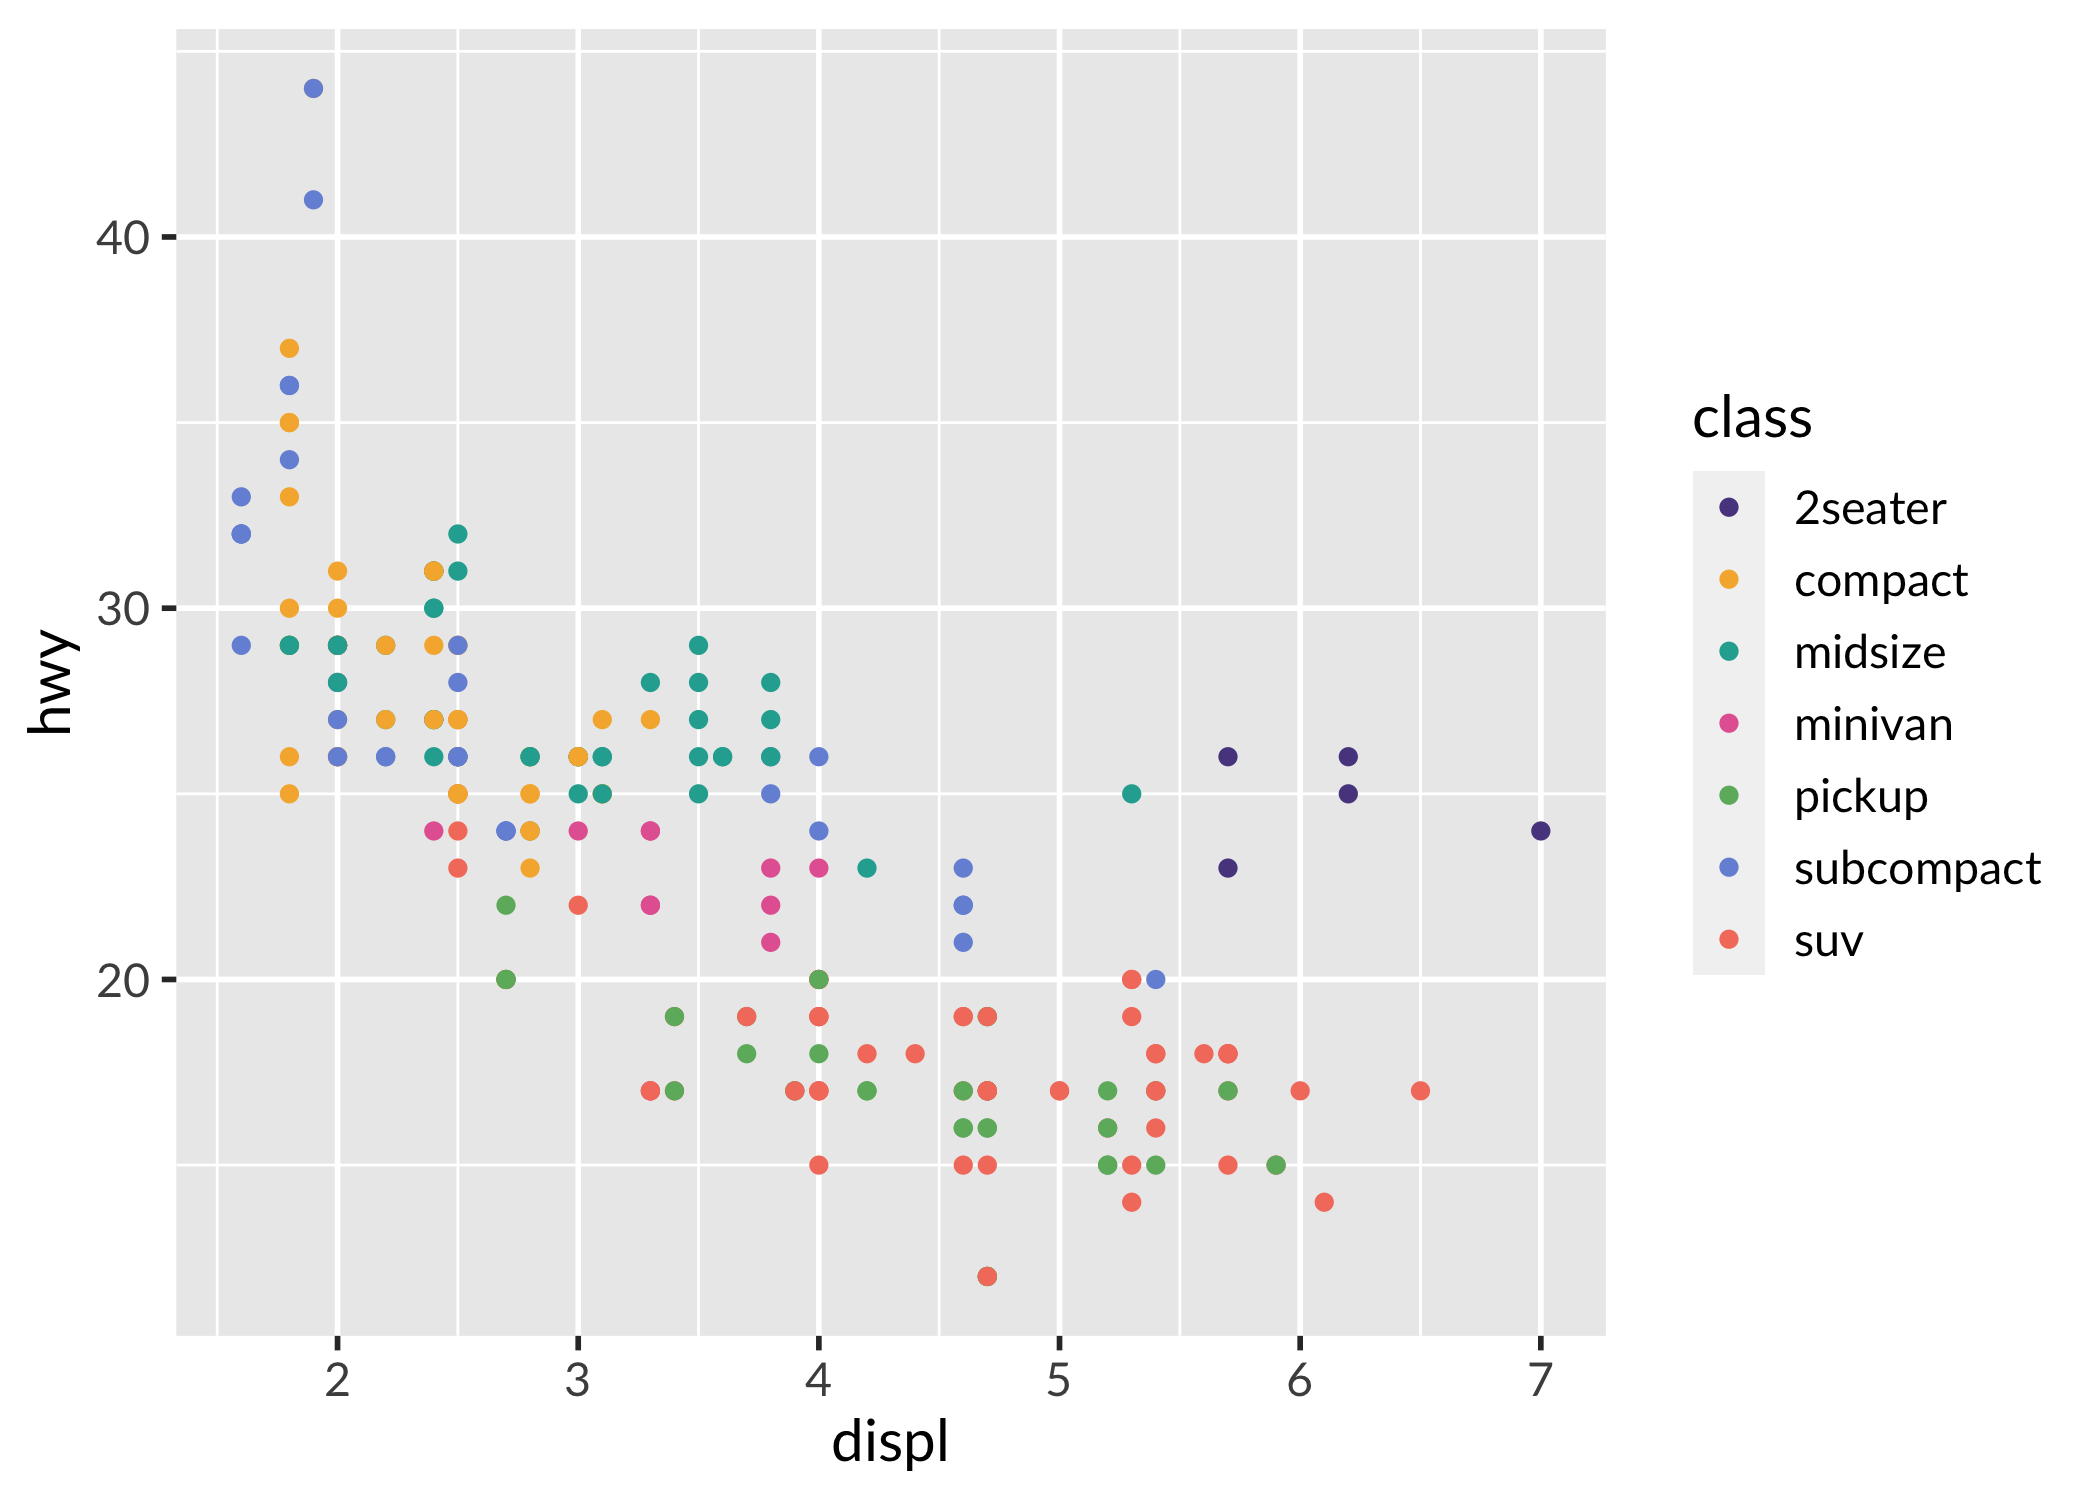 hwy
40
30
20
2 3 4 5 6 7
displ
class
2seater
compact
midsize
minivan
pickup
subcompact
suv